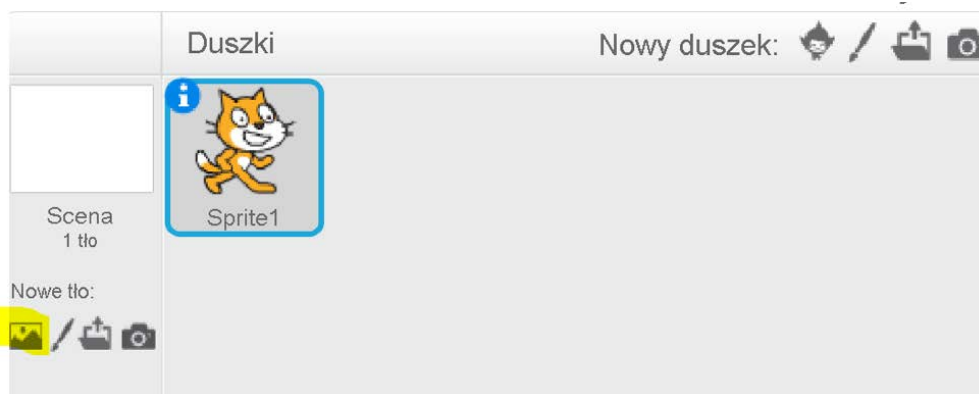 Duszki
Nowy duszek:
Sprite1
Scena
1 tło
Nowe tło: